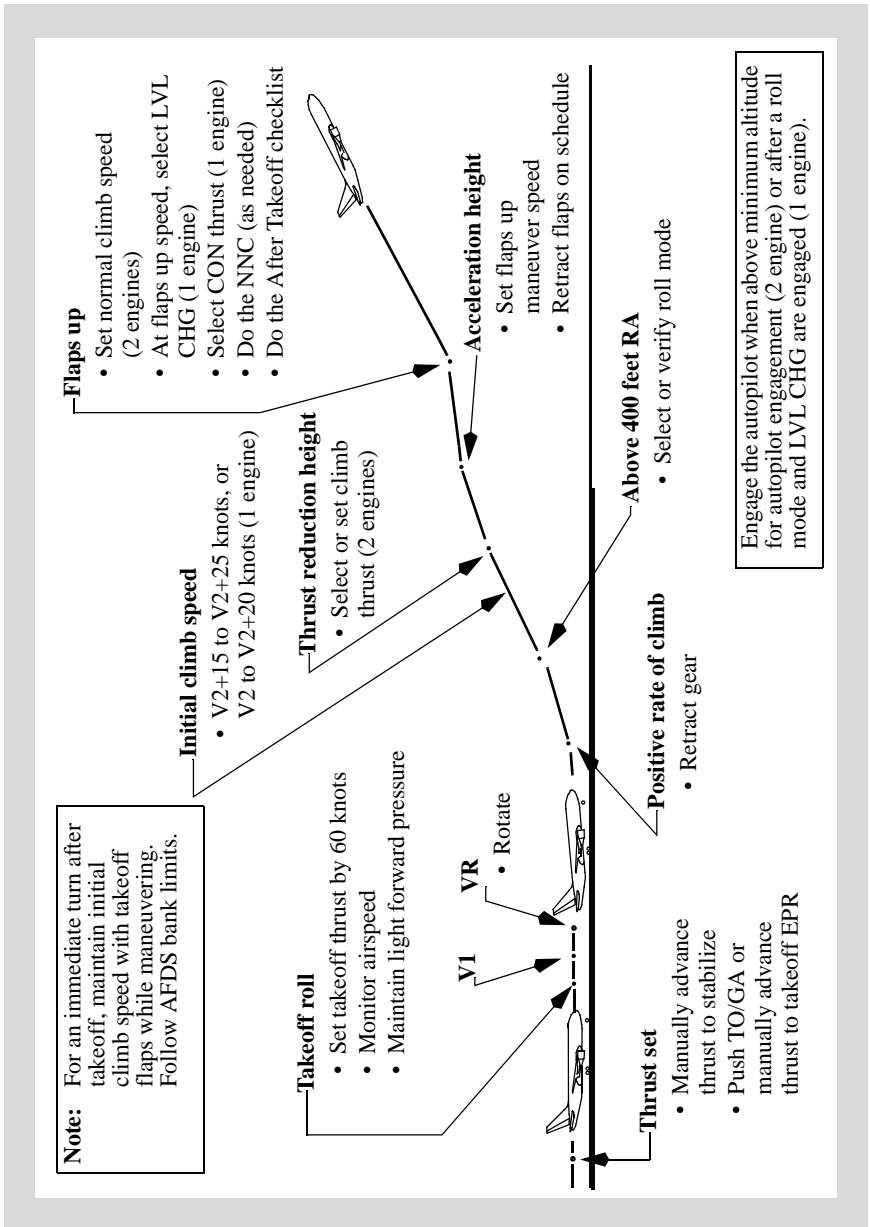 Note: For an immediate turn after
takeoff, maintain initial
climb speed with takeoff
flaps while maneuvering.
Follow AFDS bank limits.
Flaps up
• Set normal climb speed
(2 engines)
• At flaps up speed, select LVL
CHG (1 engine)
• Select CON thrust (1 engine)
• Do the NNC (as needed)
• Do the After Takeoff checklist
Initial climb speed
• V2+15 to V2+25 knots, or
V2 to V2+20 knots (1 engine)
Takeoff roll
• Set takeoff thrust by 60 knots
• Monitor airspeed
• Maintain light forward pressure
Thrust reduction height
• Select or set climb
thrust (2 engines)
V1
VR
• Rotate
Acceleration height
• Set flaps up
maneuver speed
• Retract flaps on schedule
Thrust set
• Manually advance
thrust to stabilize
• Push TO/GA or
manually advance
thrust to takeoff EPR
Positive rate of climb
• Retract gear
Above 400 feet RA
• Select or verify roll mode
Engage the autopilot when above minimum altitude
for autopilot engagement (2 engine) or after a roll
mode and LVL CHG are engaged (1 engine).